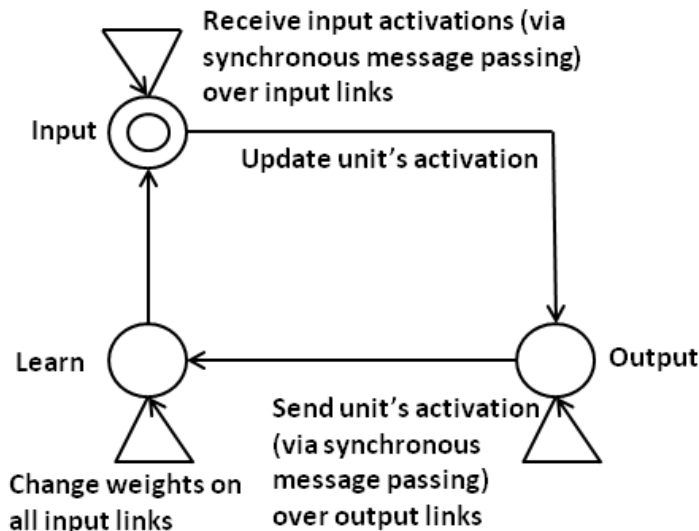 Receive input activations (via
synchronous message passing)
over input links
Input
Update unit's activation
Learn
Output
Send unit's activation
(via synchronous
message passing)
over output links
Change weights on
all input links